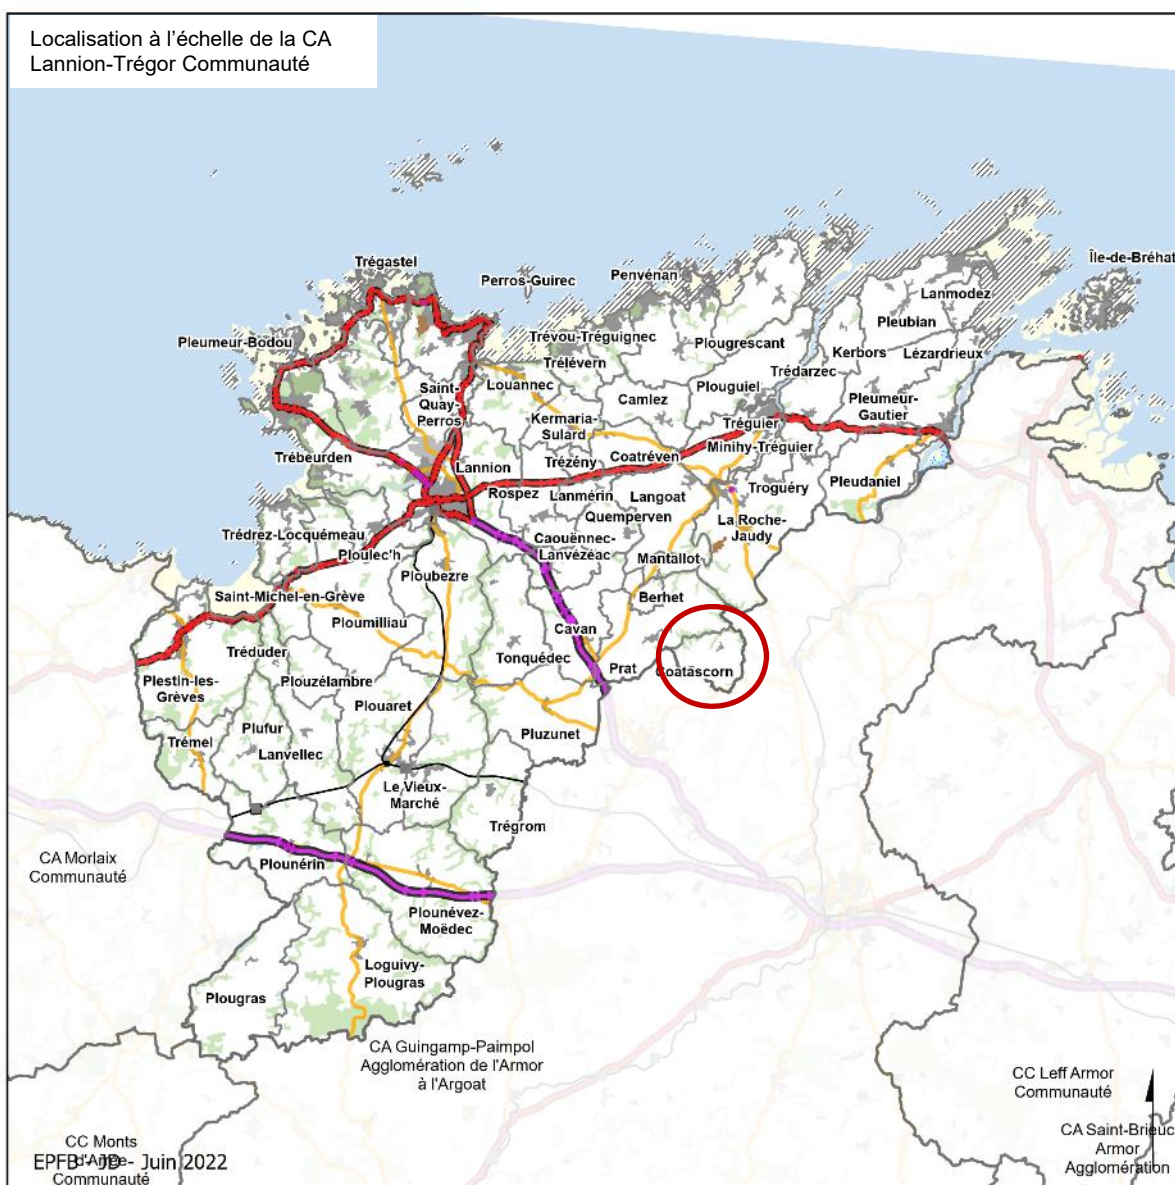 Localisation à l'échelle de la CA
Lannion-Trégor Communauté
Trégastel
Perros-Guirec
Penvénan
Île-de-Bréhat
Lanmodez
Pleubian
Pleumeur-Bodou
Trévou-Tréguignec
Plougrescant
Kerbors
Lézardrieux
Trélévern
Trédarzec
Saint-
Quay-
Perros
Louannec
Camlez
Plouguiel
Pleumeur-
Gautier
Kermaria-
Sulard
Tréguier
Minihy-Tréguier
Trébeurden
Lannion
Trézény
Coatréven
Rospez
Lanmérin
Langoat
Troguéry
Pleudaniel
Quemperven
La Roche-
Jaudy
Trédrez-Locquémeau
Caouënnec-
Lanvézéac
Ploulec'h
Mantallot
Ploubezre
Saint-Michel-en-Grève
Berhet
Ploumilliau
Cavan
Tréduder
Tonquédec
Prat
Coatascorn
Plestin-les-
Grèves
Plouzélambre
Plouaret
Plufur
Pluzunet
Trémel
Lanvellec
Le Vieux-
Marché
Trégrom
CA Morlaix
Communauté
Plounérin
Plounévez-
Moëdec
Loguivy-
Plougras
Plougras
CA Guingamp-Paimpol
Agglomération de l'Armor
à l'Argoat
CC Leff Armor
Communauté
CA Saint-Brieuc
Armor
Agglomération
CC Monts
d'Arrée
Communauté
EPFB - JD - Juin 2022